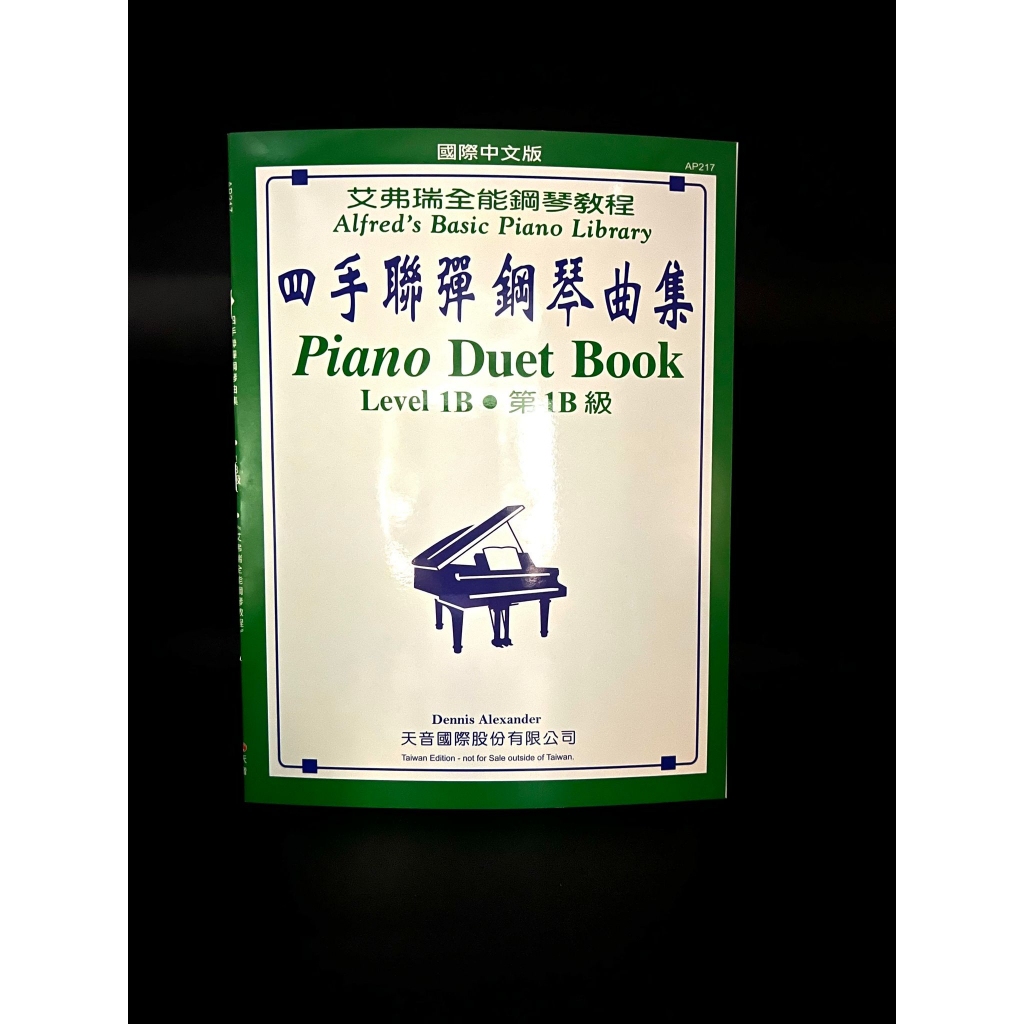 國際中文版
AP217
艾弗瑞全能鋼琴教程
Alfred's Basic Piano Library
四手聯彈鋼琴曲集
Piano Duet Book
Level 1B • 第1B級
Dennis Alexander
天音國際股份有限公司
Taiwan Edition - not for Sale outside of Taiwan.